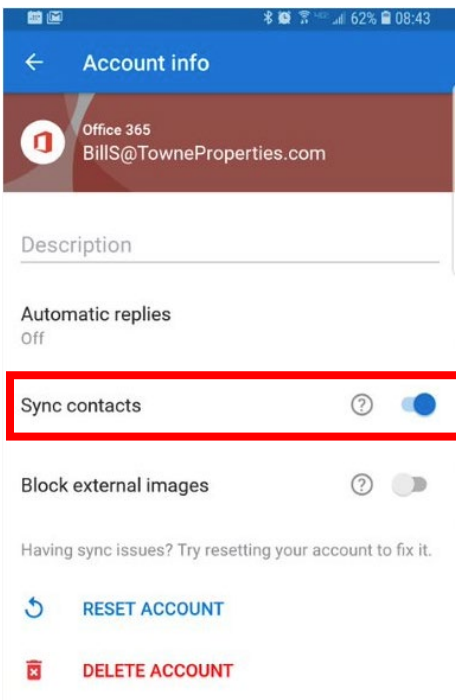 62% 08:43
Account info
Office 365
BillS@TowneProperties.com
Description
Automatic replies
Off
Sync contacts
Block external images
Having sync issues? Try resetting your account to fix it.
RESET ACCOUNT
DELETE ACCOUNT